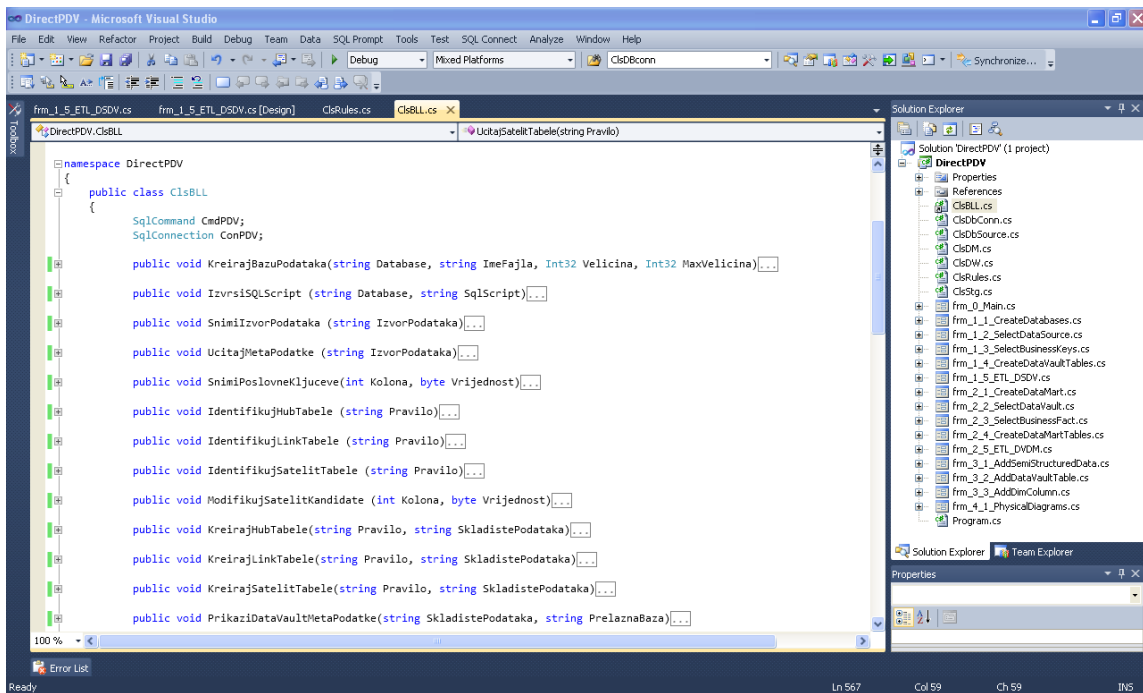 DirectPDV - Microsoft Visual Studio
File Edit View Refactor Project Build Debug Team Data SQL Prompt Tools Test SQL Connect Analyze Window Help
Debug Mixed Platforms ClsDBconn Synchronize...
Toolbox
frm_1_5_ETL_DSDV.cs frm_1_5_ETL_DSDV.cs [Design] ClsRules.cs ClsBLL.cs
DirectPDV.ClsBLL UcitajSatelitTabele(string Pravilo)
namespace DirectPDV
{
public class ClsBLL
{
SqlCommand CmdPDV;
SqlConnection ConPDV;
public void KreirajBazuPodataka(string Database, string ImeFajla, Int32 Velicina, Int32 MaxVelicina)...
public void IzvrsiSQLScript (string Database, string SqlScript)...
public void SnimiIzvorPodataka (string IzvorPodataka)...
public void UcitajMetaPodatke (string IzvorPodataka)...
public void SnimiPoslovneKljuceve(int Kolona, byte Vrijednost)...
public void IdentifikujHubTabele (string Pravilo)...
public void IdentifikujLinkTabele (string Pravilo)...
public void IdentifikujSatelitTabele (string Pravilo)...
public void ModifikujSatelitKandidate (int Kolona, byte Vrijednost)...
public void KreirajHubTabele(string Pravilo, string SkladistePodataka)...
public void KreirajLinkTabele(string Pravilo, string SkladistePodataka)...
public void KreirajSatelitTabele(string Pravilo, string SkladistePodataka)...
public void PrikaziDataVaultMetaPodatke(string SkladistePodataka, string PrelaznaBaza)...
100 %
Error List
Solution Explorer
Solution 'DirectPDV' (1 project)
DirectPDV
Properties
References
ClsBLL.cs
ClsDbConn.cs
ClsDbSource.cs
ClsDM.cs
ClsDW.cs
ClsRules.cs
ClsStg.cs
frm_0_Main.cs
frm_1_1_CreateDatabases.cs
frm_1_2_SelectDataSource.cs
frm_1_3_SelectBusinessKeys.cs
frm_1_4_CreateDataVaultTables.cs
frm_1_5_ETL_DSDV.cs
frm_2_1_CreateDataMart.cs
frm_2_2_SelectDataVault.cs
frm_2_3_SelectBusinessFact.cs
frm_2_4_CreateDataMartTables.cs
frm_2_5_ETL_DVDM.cs
frm_3_1_AddSemiStructuredData.cs
frm_3_2_AddDataVaultTable.cs
frm_3_3_AddDimColumn.cs
frm_4_1_PhysicalDiagrams.cs
Program.cs
Solution Explorer Team Explorer
Properties
Ready Ln 567 Col 59 Ch 59 INS